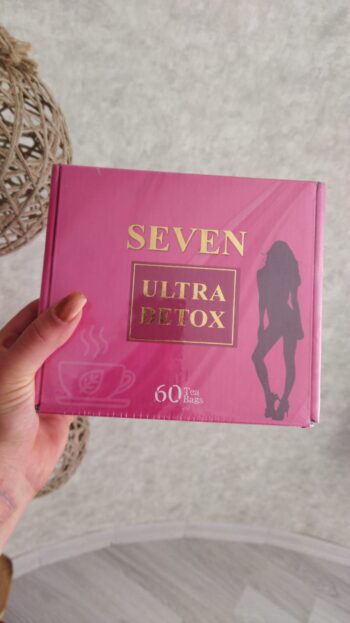 SEVEN
ULTRA
DETOX
60 Tea
Bags